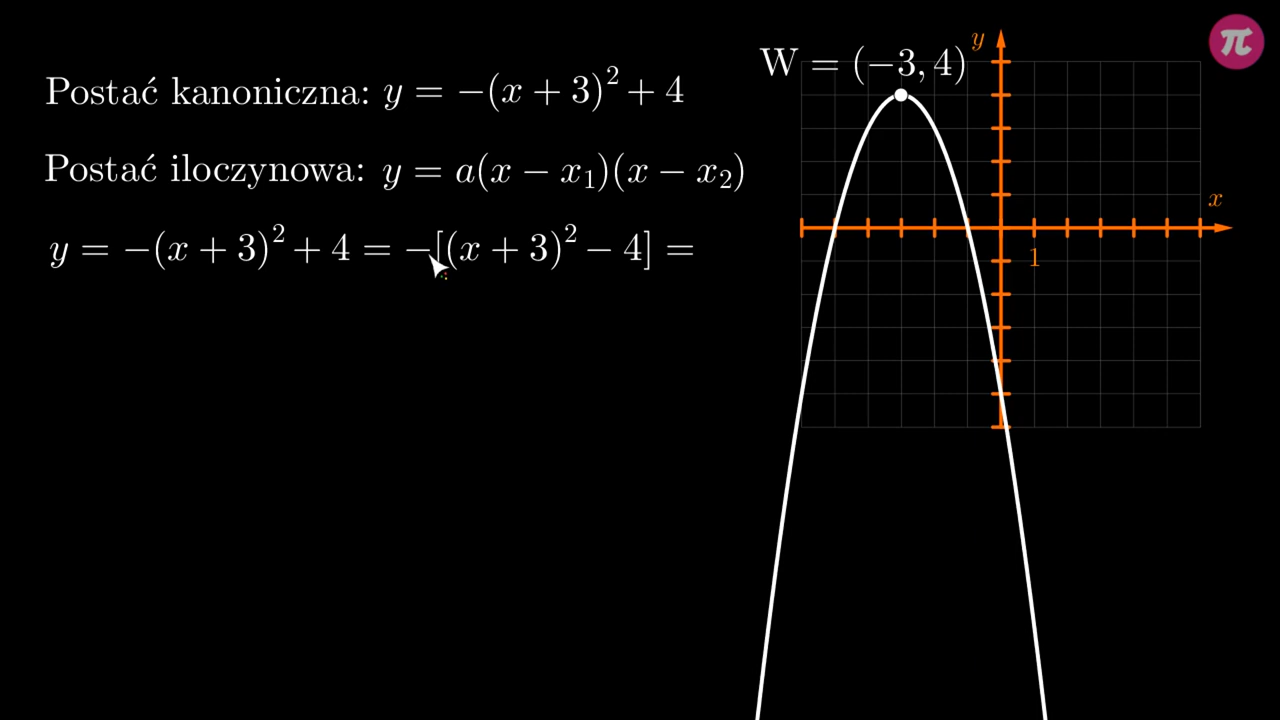 Postać kanoniczna: y = −(x + 3)² + 4
Postać iloczynowa: y = a(x − x₁)(x − x₂)
y = −(x + 3)² + 4 = −[(x + 3)² − 4] =
W = (−3, 4)
y
x
1
π